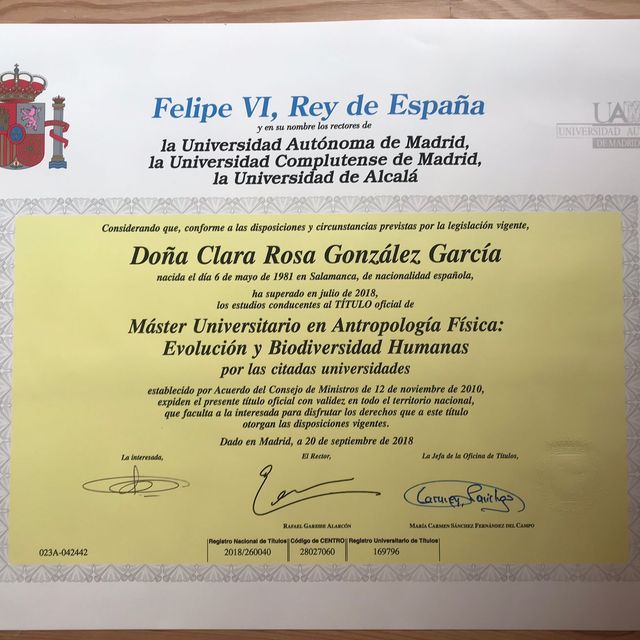 Felipe VI, Rey de España
y en su nombre los rectores de
la Universidad Autónoma de Madrid,
la Universidad Complutense de Madrid,
la Universidad de Alcalá
UAM
UNIVERSIDAD AU
DE MADRID
Considerando que, conforme a las disposiciones y circunstancias previstas por la legislación vigente,
Doña Clara Rosa González García
nacida el día 6 de mayo de 1981 en Salamanca, de nacionalidad española,
ha superado en julio de 2018,
los estudios conducentes al TÍTULO oficial de
Máster Universitario en Antropología Física:
Evolución y Biodiversidad Humanas
por las citadas universidades
establecido por Acuerdo del Consejo de Ministros de 12 de noviembre de 2010,
expiden el presente título oficial con validez en todo el territorio nacional,
que faculta a la interesada para disfrutar los derechos que a este título
otorgan las disposiciones vigentes.
Dado en Madrid, a 20 de septiembre de 2018
La interesada, El Rector, La Jefa de la Oficina de Títulos,
RAFAEL GARESSE ALARCÓN MARÍA CARMEN SÁNCHEZ FERNÁNDEZ DEL CAMPO
Registro Nacional de Títulos Código de CENTRO Registro Universitario de Títulos
023A-042442 2018/260040 28027060 169796